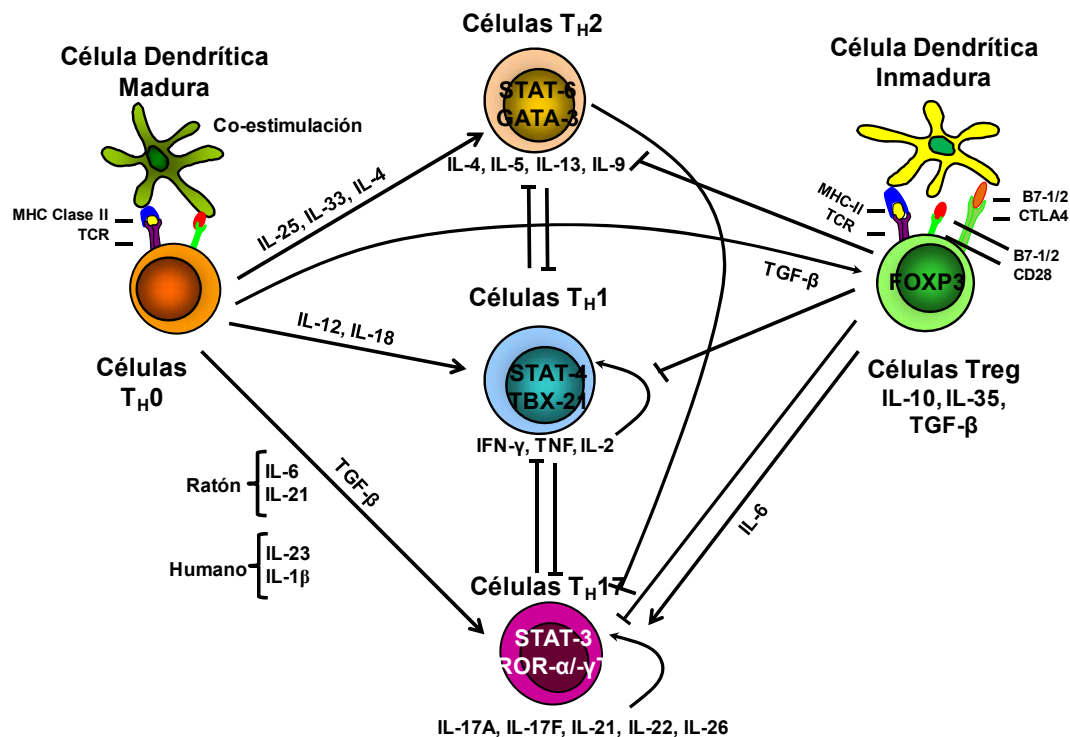 Células TH2
Célula Dendrítica
Madura
Co-estimulación
MHC Clase II
TCR
STAT-6
GATA-3
IL-4, IL-5, IL-13, IL-9
IL-25, IL-33, IL-4
Célula Dendrítica
Inmadura
MHC-II
TCR
B7-1/2
CTLA4
B7-1/2
CD28
FOXP3
TGF-β
Células TH1
IL-12, IL-18
STAT-4
TBX-21
IFN-γ, TNF, IL-2
Células
TH0
Células Treg
IL-10, IL-35,
TGF-β
Ratón
IL-6
IL-21
Humano
IL-23
IL-1β
TGF-β
IL-6
Células TH17
STAT-3
ROR-α/-γT
IL-17A, IL-17F, IL-21, IL-22, IL-26